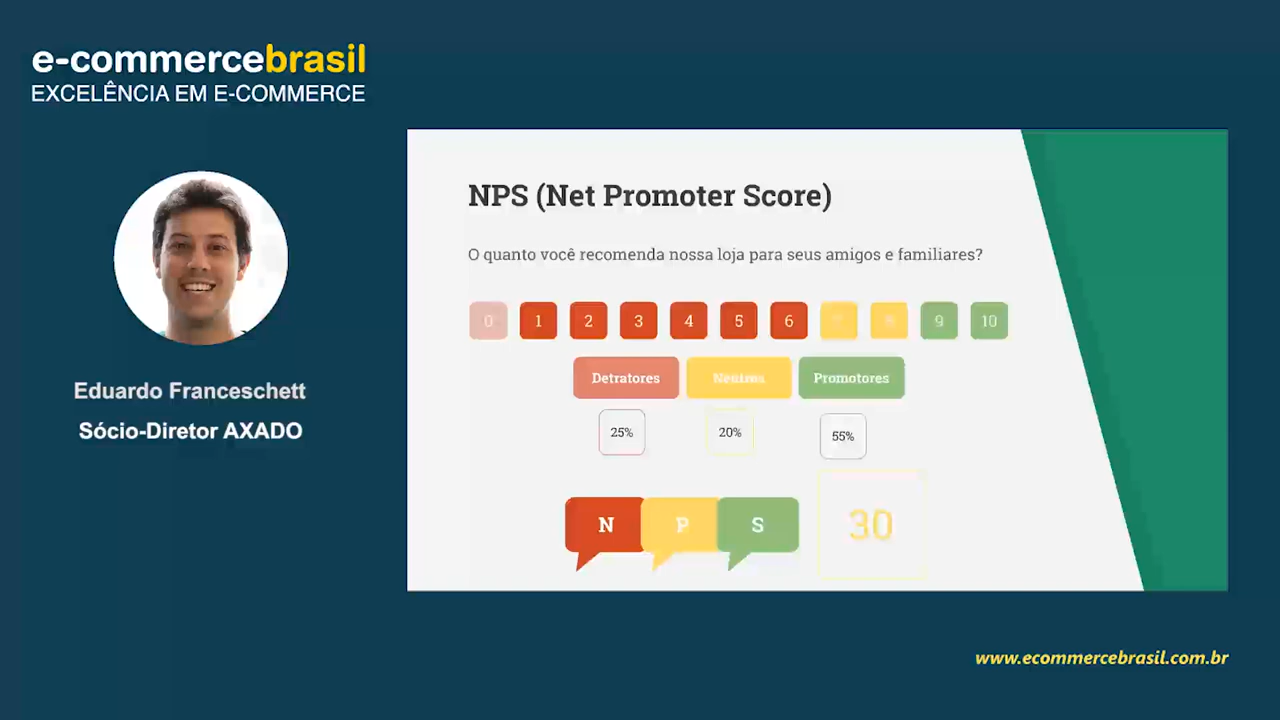 e-commercebrasil
EXCELÊNCIA EM E-COMMERCE
Eduardo Franceschett
Sócio-Diretor AXADO
NPS (Net Promoter Score)
O quanto você recomenda nossa loja para seus amigos e familiares?
0 1 2 3 4 5 6 7 8 9 10
Detratores Neutros Promotores
25% 20% 55%
N P S 30
www.ecommercebrasil.com.br